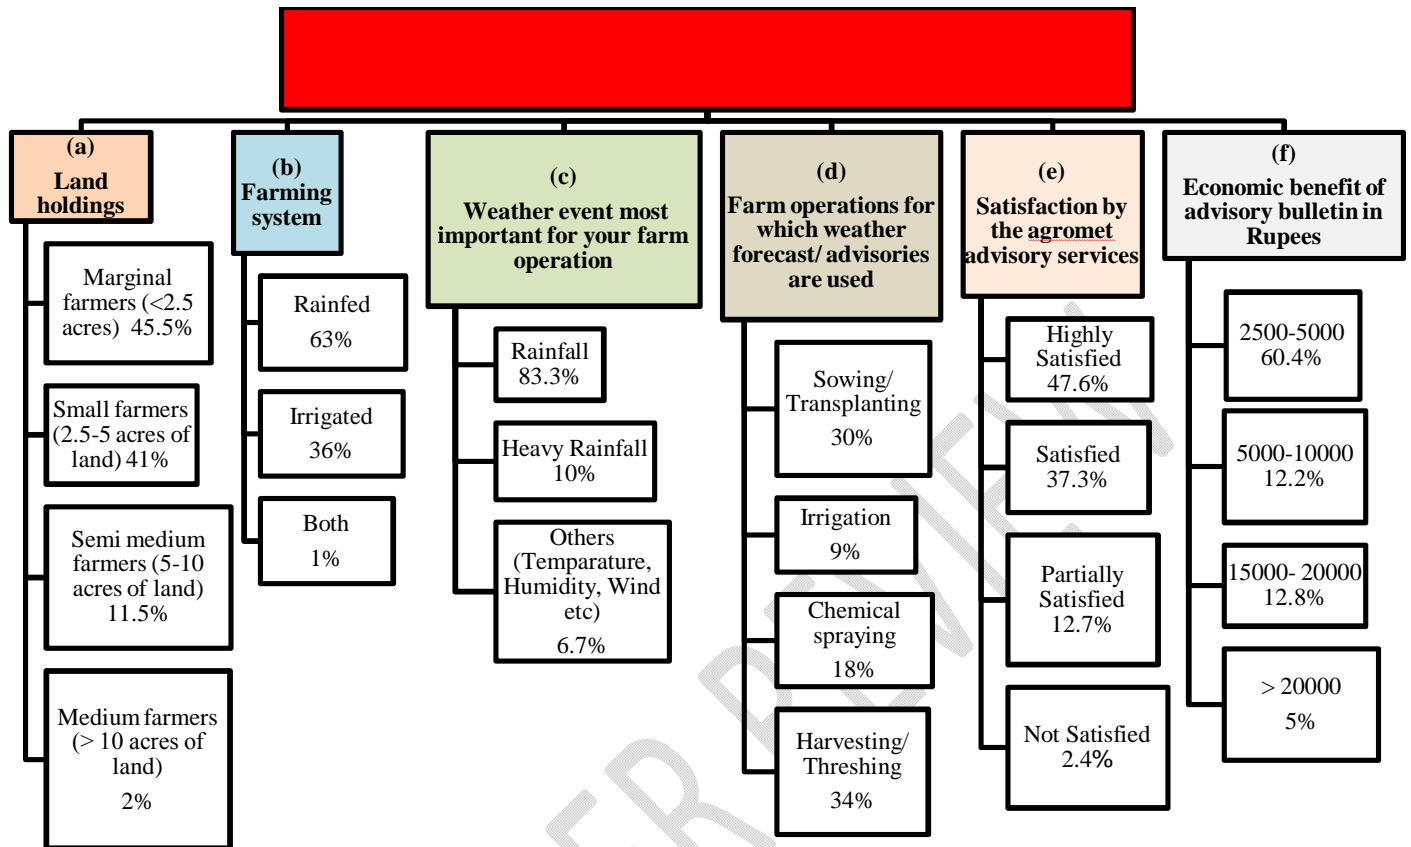 (a)
Land
holdings
Marginal
farmers (<2.5
acres) 45.5%
Small farmers
(2.5-5 acres of
land) 41%
Semi medium
farmers (5-10
acres of land)
11.5%
Medium farmers
(> 10 acres of
land)
2%
(b)
Farming
system
Rainfed
63%
Irrigated
36%
Both
1%
(c)
Weather event most
important for your farm
operation
Rainfall
83.3%
Heavy Rainfall
10%
Others
(Temparature,
Humidity, Wind
etc)
6.7%
(d)
Farm operations for
which weather
forecast/ advisories
are used
Sowing/
Transplanting
30%
Irrigation
9%
Chemical
spraying
18%
Harvesting/
Threshing
34%
(e)
Satisfaction by
the agromet
advisory services
Highly
Satisfied
47.6%
Satisfied
37.3%
Partially
Satisfied
12.7%
Not Satisfied
2.4%
(f)
Economic benefit of
advisory bulletin in
Rupees
2500-5000
60.4%
5000-10000
12.2%
15000- 20000
12.8%
> 20000
5%
ER REVIEW